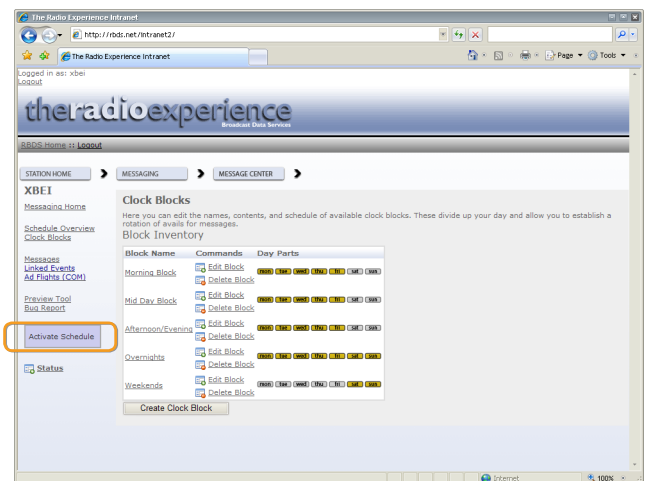 The Radio Experience Intranet
http://rbds.net/intranet2/
The Radio Experience Intranet
Page Tools
Logged in as: xbei
Logout
theradioexperience
Broadcast Data Services
RBDS Home :: Logout
STATION HOME MESSAGING MESSAGE CENTER
XBEI
Messaging Home
Schedule Overview
Clock Blocks
Messages
Linked Events
Ad Flights (COM)
Preview Tool
Bug Report
Activate Schedule
Status
Clock Blocks
Here you can edit the names, contents, and schedule of available clock blocks. These divide up your day and allow you to establish a
rotation of avails for messages.
Block Inventory
Block Name Commands Day Parts
Morning Block Edit Block mon tue wed thu fri sat sun
Delete Block
Mid Day Block Edit Block mon tue wed thu fri sat sun
Delete Block
Afternoon/Evening Edit Block mon tue wed thu fri sat sun
Delete Block
Overnights Edit Block mon tue wed thu fri sat sun
Delete Block
Weekends Edit Block mon tue wed thu fri sat sun
Delete Block
Create Clock Block
Internet 100%